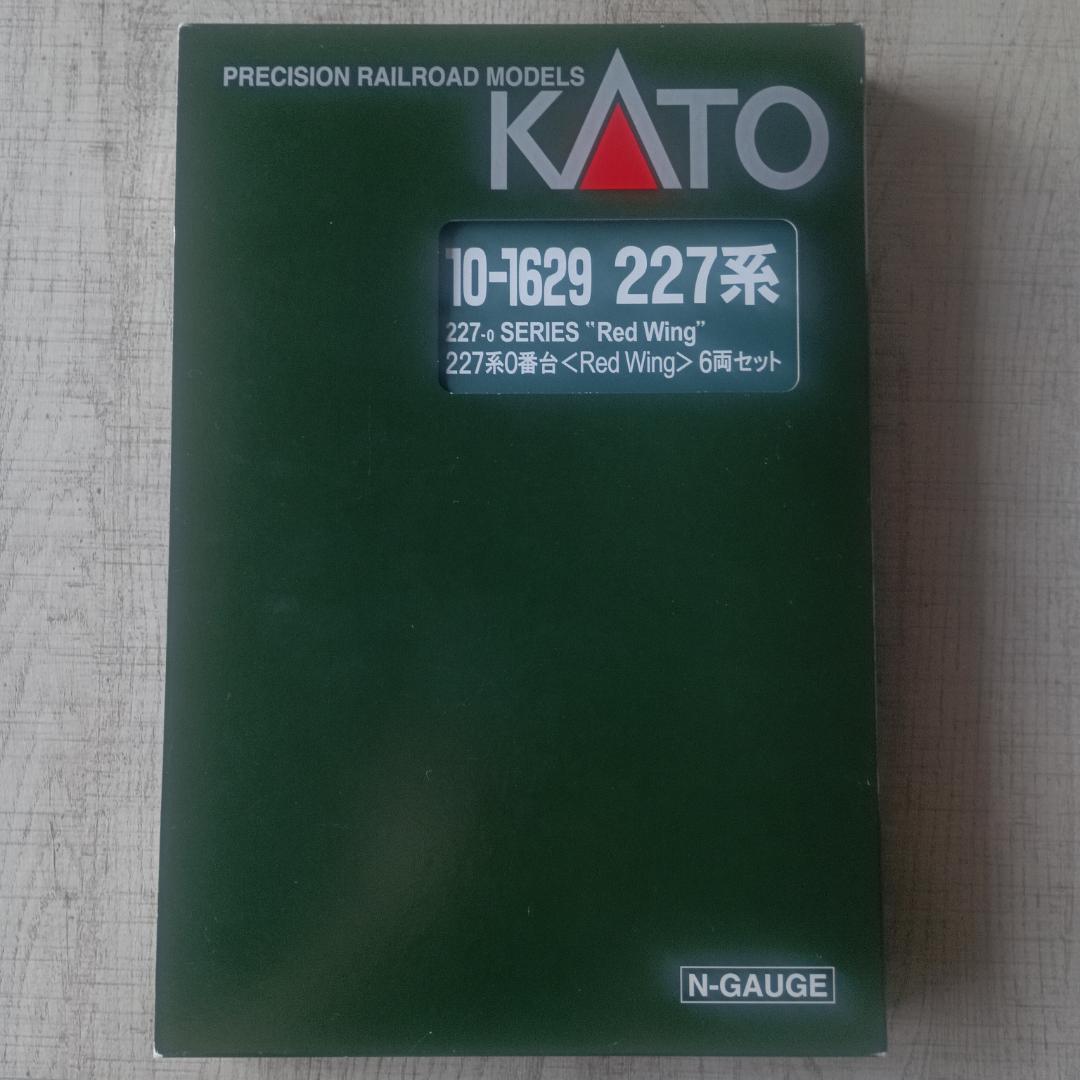 PRECISION RAILROAD MODELS
KATO
10-1629 227系
227-0 SERIES "Red Wing"
227系0番台<Red Wing> 6両セット
N-GAUGE